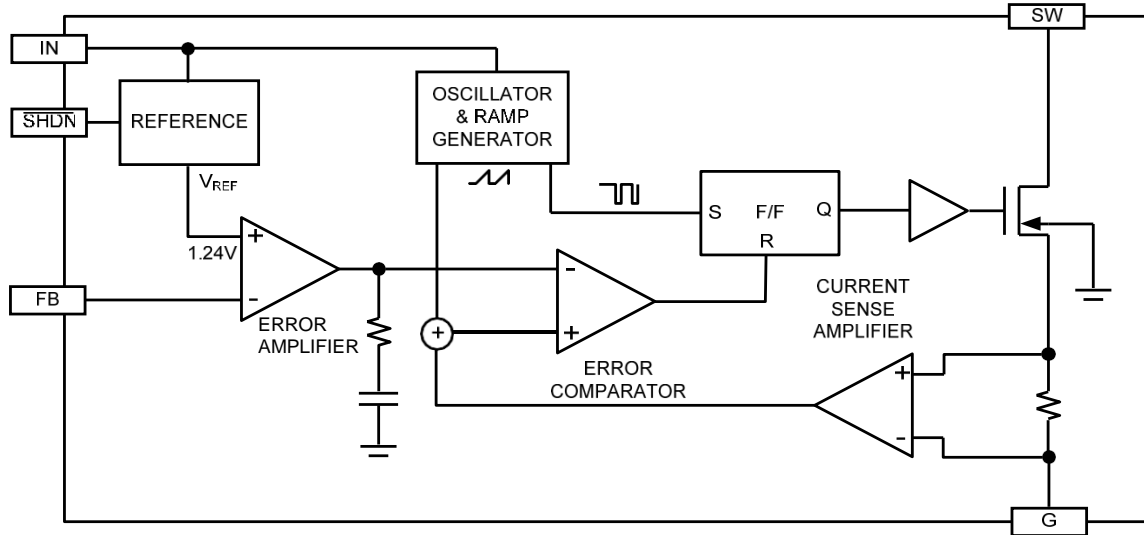 SW
IN
SHDN
REFERENCE
OSCILLATOR
& RAMP
GENERATOR
VREF
1.24V
+
-
FB
ERROR
AMPLIFIER
+
-
+
ERROR
COMPARATOR
S F/F Q
R
CURRENT
SENSE
AMPLIFIER
+
-
G